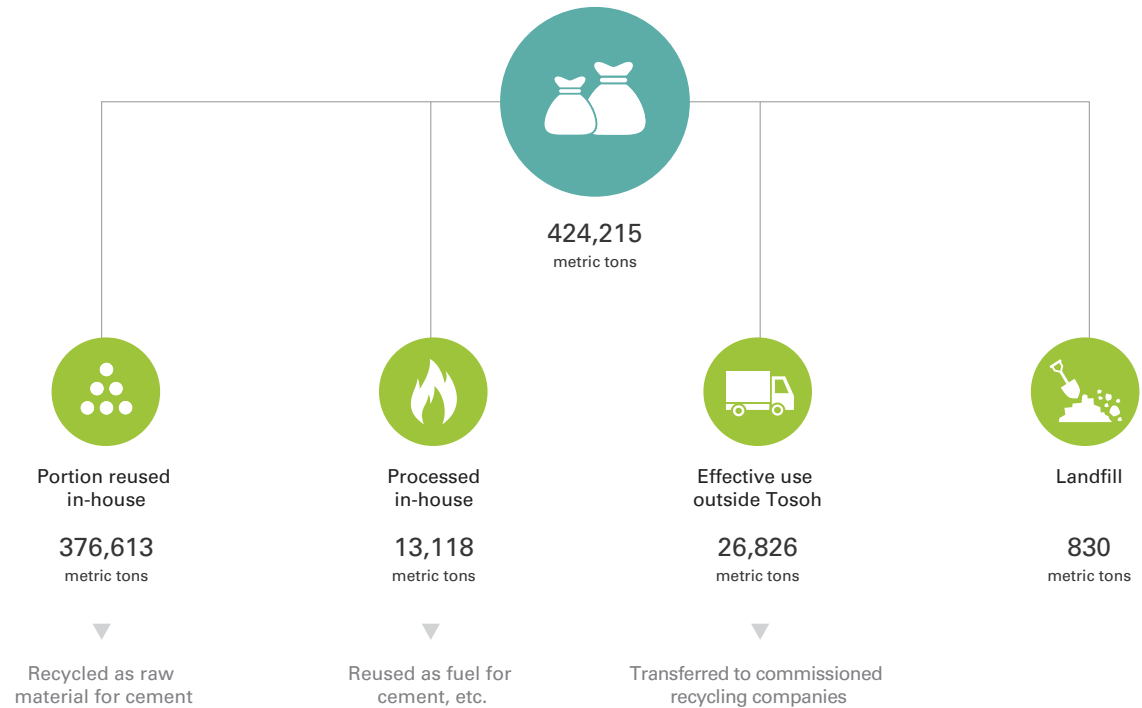 424,215
metric tons
Portion reused
in-house
376,613
metric tons
Recycled as raw
material for cement
Processed
in-house
13,118
metric tons
Reused as fuel for
cement, etc.
Effective use
outside Tosoh
26,826
metric tons
Transferred to commissioned
recycling companies
Landfill
830
metric tons